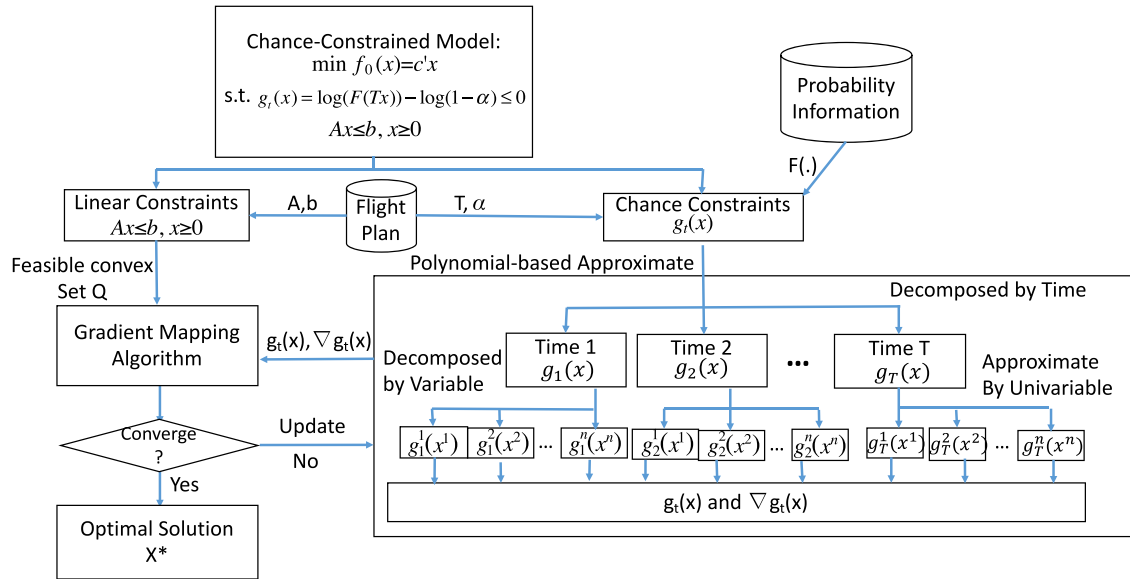 Chance-Constrained Model:
min f₀(x)=c'x
s.t. gₜ(x) = log(F(Tx))−log(1−α) ≤ 0
Ax≤b, x≥0
Probability
Information
F(.)
Linear Constraints
Ax≤b, x≥0
A,b
Flight
Plan
T, α
Chance Constraints
gₜ(x)
Feasible convex
Set Q
Polynomial-based Approximate
Decomposed by Time
Gradient Mapping
Algorithm
gₜ(x), ∇gₜ(x)
Decomposed
by Variable
Time 1
g₁(x)
Time 2
g₂(x)
...
Time T
g_T(x)
Approximate
By Univariable
Converge
?
Update
No
Yes
g₁¹(x¹) g₁²(x²) ... g₁ⁿ(xⁿ) g₂¹(x¹) g₂²(x²) ... g₂ⁿ(xⁿ) g_T¹(x¹) g_T²(x²) ... g_Tⁿ(xⁿ)
gₜ(x) and ∇gₜ(x)
Optimal Solution
X*